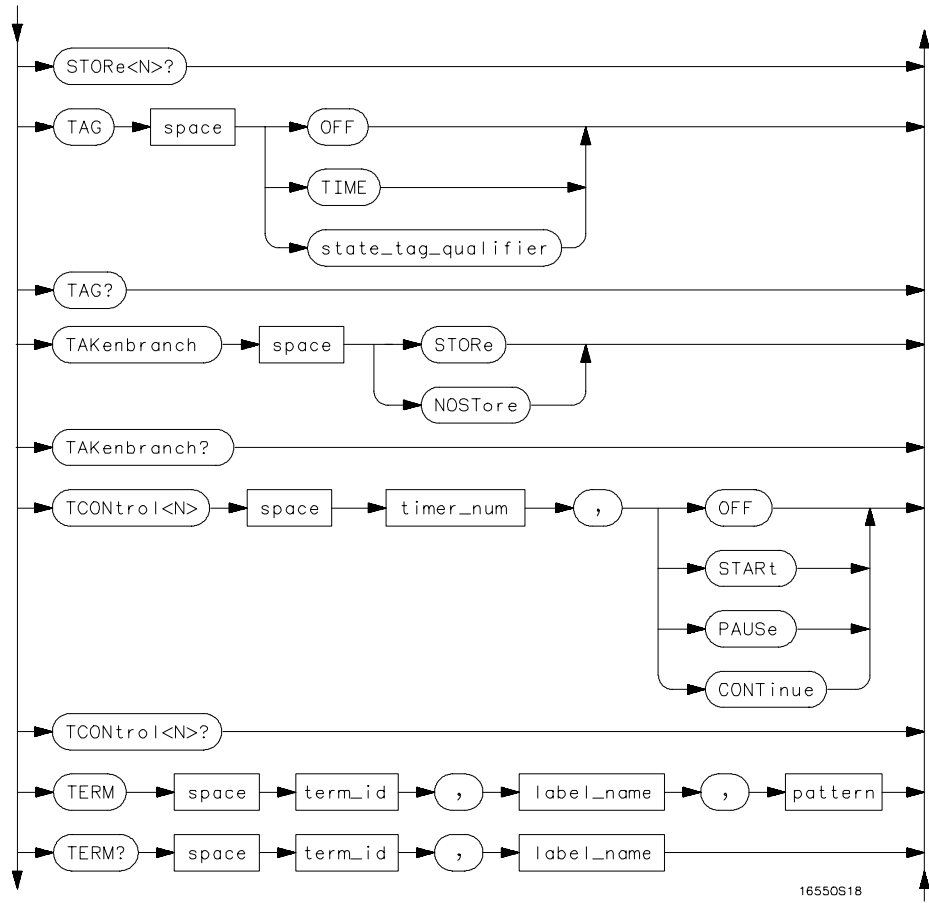 STORe<N>?
TAG space OFF
TIME
state_tag_qualifier
TAG?
TAKenbranch space STORe
NOSTore
TAKenbranch?
TCONtrol<N> space timer_num , OFF
STARt
PAUSe
CONTinue
TCONtrol<N>?
TERM space term_id , label_name , pattern
TERM? space term_id , label_name
16550S18